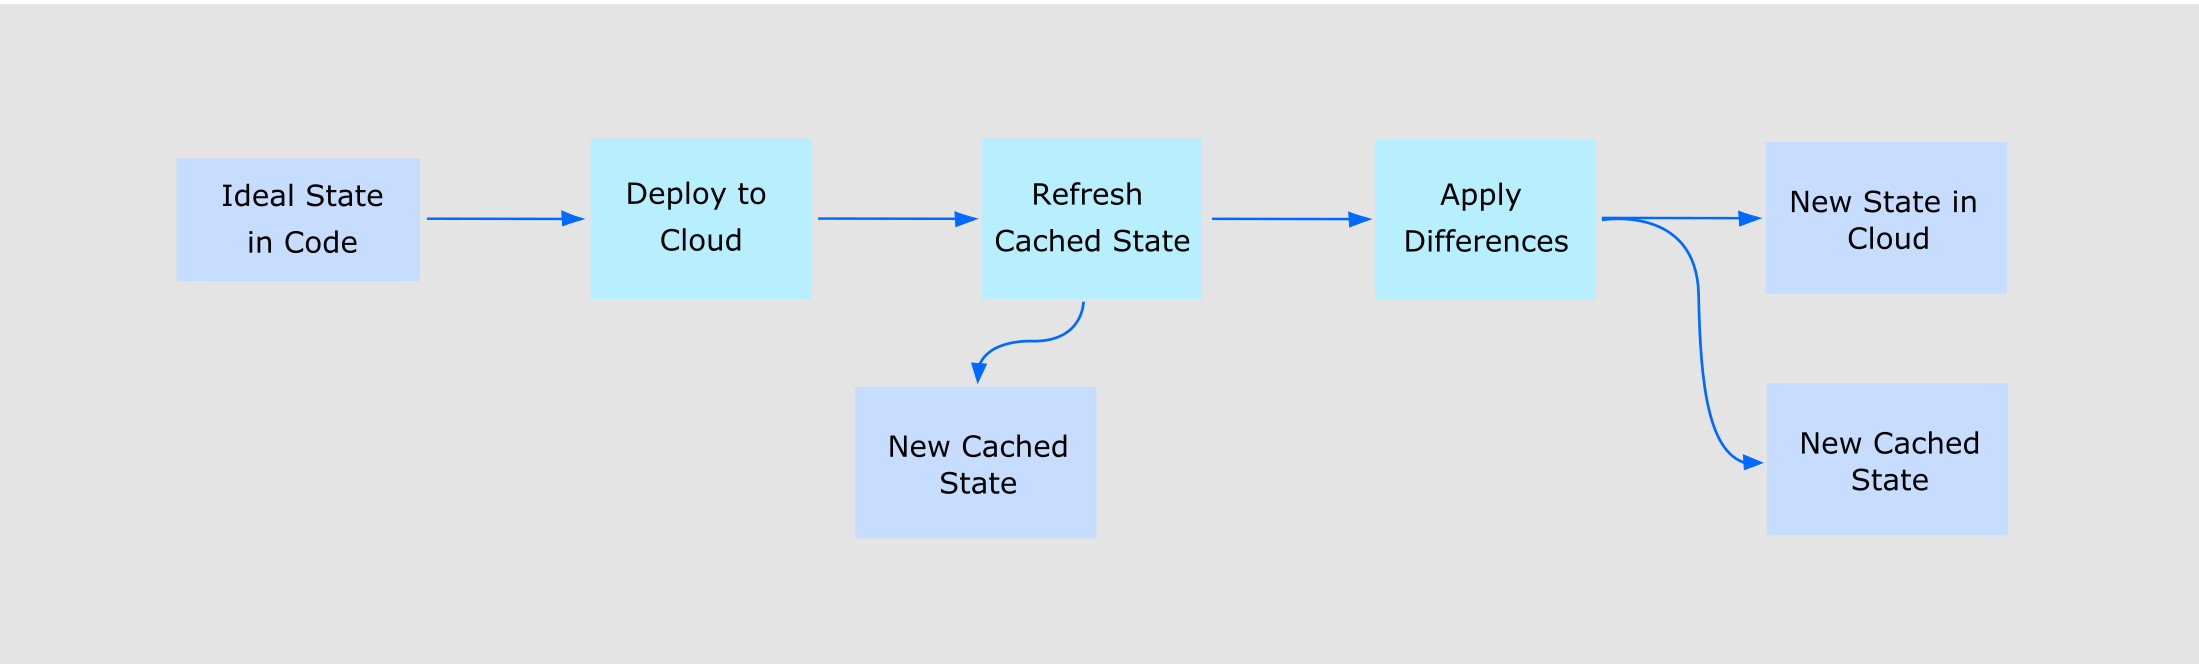 Ideal State
in Code
Deploy to
Cloud
Refresh
Cached State
Apply
Differences
New State in
Cloud
New Cached
State
New Cached
State